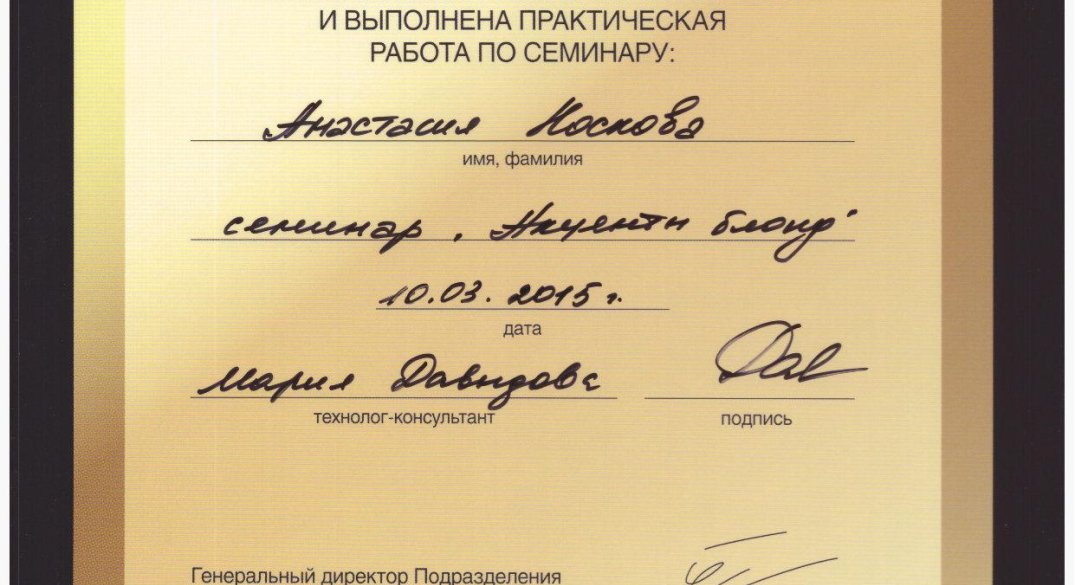 И ВЫПОЛНЕНА ПРАКТИЧЕСКАЯ
РАБОТА ПО СЕМИНАРУ:
Анастасия Носкова
имя, фамилия
семинар "Акценты блонд"
10.03.2015 г.
дата
Мария Давыдова Дав
технолог-консультант подпись
Генеральный директор Подразделения